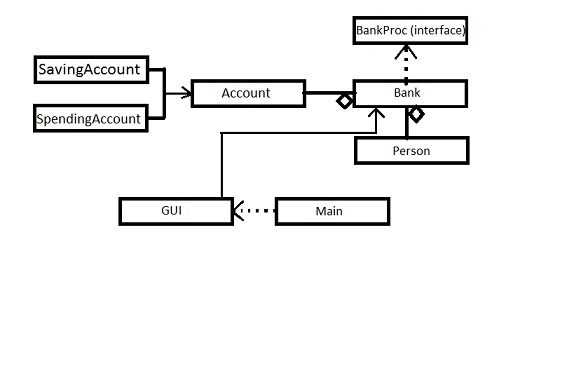 BankProc (interface)
SavingAccount
Account
Bank
SpendingAccount
Person
GUI
Main